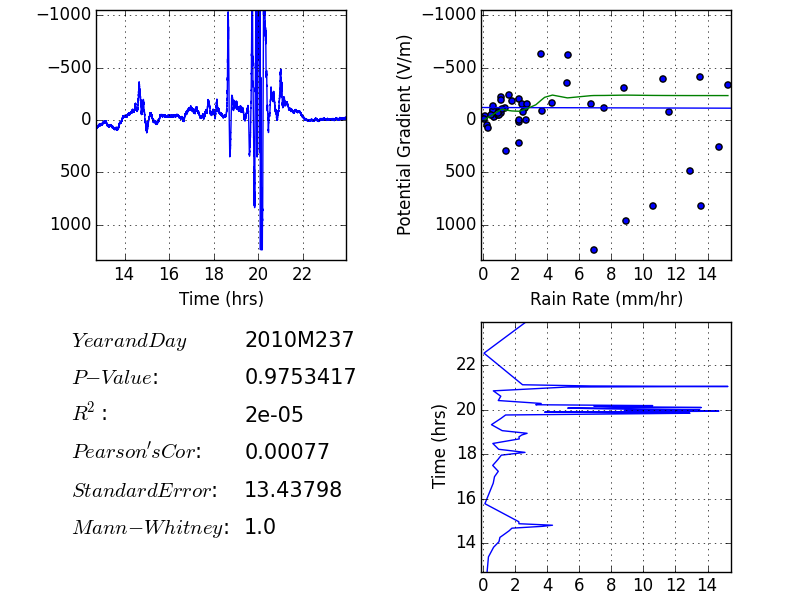 −1000
−500
0
500
1000
14 16 18 20 22
Time (hrs)
Potential Gradient (V/m)
−1000
−500
0
500
1000
0 2 4 6 8 10 12 14
Rain Rate (mm/hr)
YearandDay 2010M237
P−Value: 0.9753417
R² : 2e-05
Pearson′sCor: 0.00077
StandardError: 13.43798
Mann−Whitney: 1.0
Time (hrs)
22
20
18
16
14
0 2 4 6 8 10 12 14